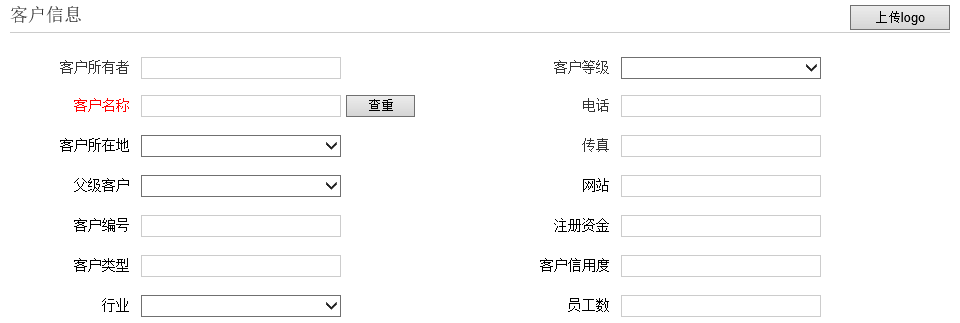 客户信息 上传logo
客户所有者 客户等级
客户名称 查重 电话
客户所在地 传真
父级客户 网站
客户编号 注册资金
客户类型 客户信用度
行业 员工数